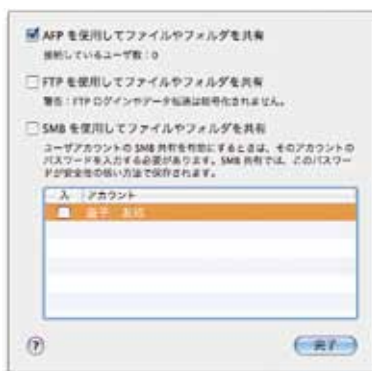 AFP を使用してファイルやフォルダを共有
接続しているユーザ数：0
FTP を使用してファイルやフォルダを共有
警告：FTP ログインやデータ転送は暗号化されません。
SMB を使用してファイルやフォルダを共有
ユーザアカウントの SMB 共有を有効にするときは、そのアカウントの
パスワードを入力する必要があります。SMB 共有では、このパスワー
ドが安全性の低い方法で保存されます。
入 アカウント
?
完了